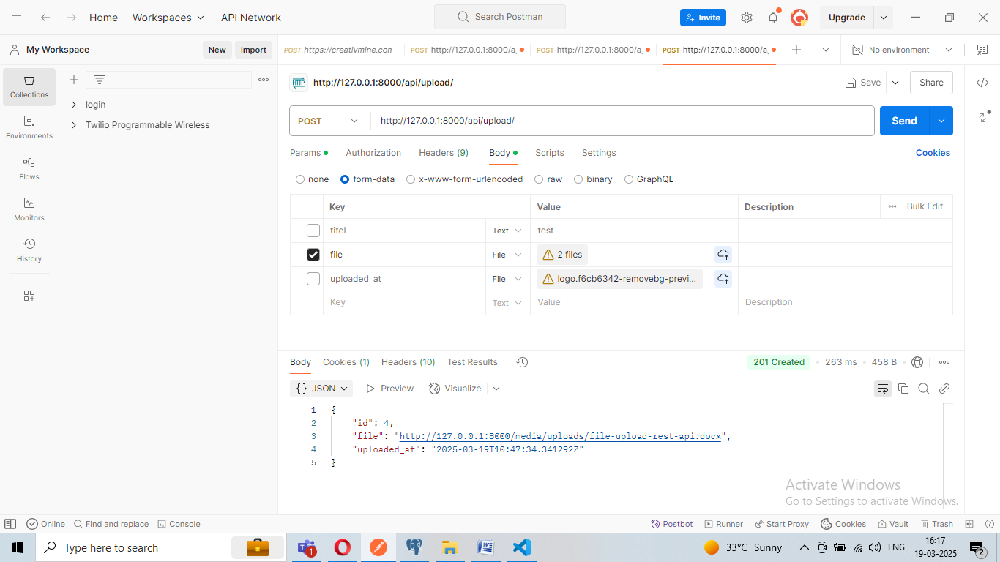 Home Workspaces API Network Search Postman Invite Upgrade
My Workspace New Import POST https://creativmine.com POST http://127.0.0.1:8000/a POST http://127.0.0.1:8000/a POST http://127.0.0.1:8000/a No environment
Collections
Environments
Flows
Monitors
History
login
Twilio Programmable Wireless
HTTP http://127.0.0.1:8000/api/upload/ Save Share
POST http://127.0.0.1:8000/api/upload/ Send
Params Authorization Headers (9) Body Scripts Settings Cookies
none form-data x-www-form-urlencoded raw binary GraphQL
Key Value Description Bulk Edit
titel Text test
file File 2 files
uploaded_at File logo.f6cb6342-removebg-previ...
Key Text Value Description
Body Cookies (1) Headers (10) Test Results 201 Created 263 ms 458 B
{} JSON Preview Visualize
1 {
2 "id": 4,
3 "file": "http://127.0.0.1:8000/media/uploads/file-upload-rest-api.docx",
4 "uploaded_at": "2025-03-19T10:47:34.341292Z"
5 }
Activate Windows
Go to Settings to activate Windows.
Online Find and replace Console Postbot Runner Start Proxy Cookies Vault Trash
Type here to search 1 33°C Sunny ENG 16:17
19-03-2025 2